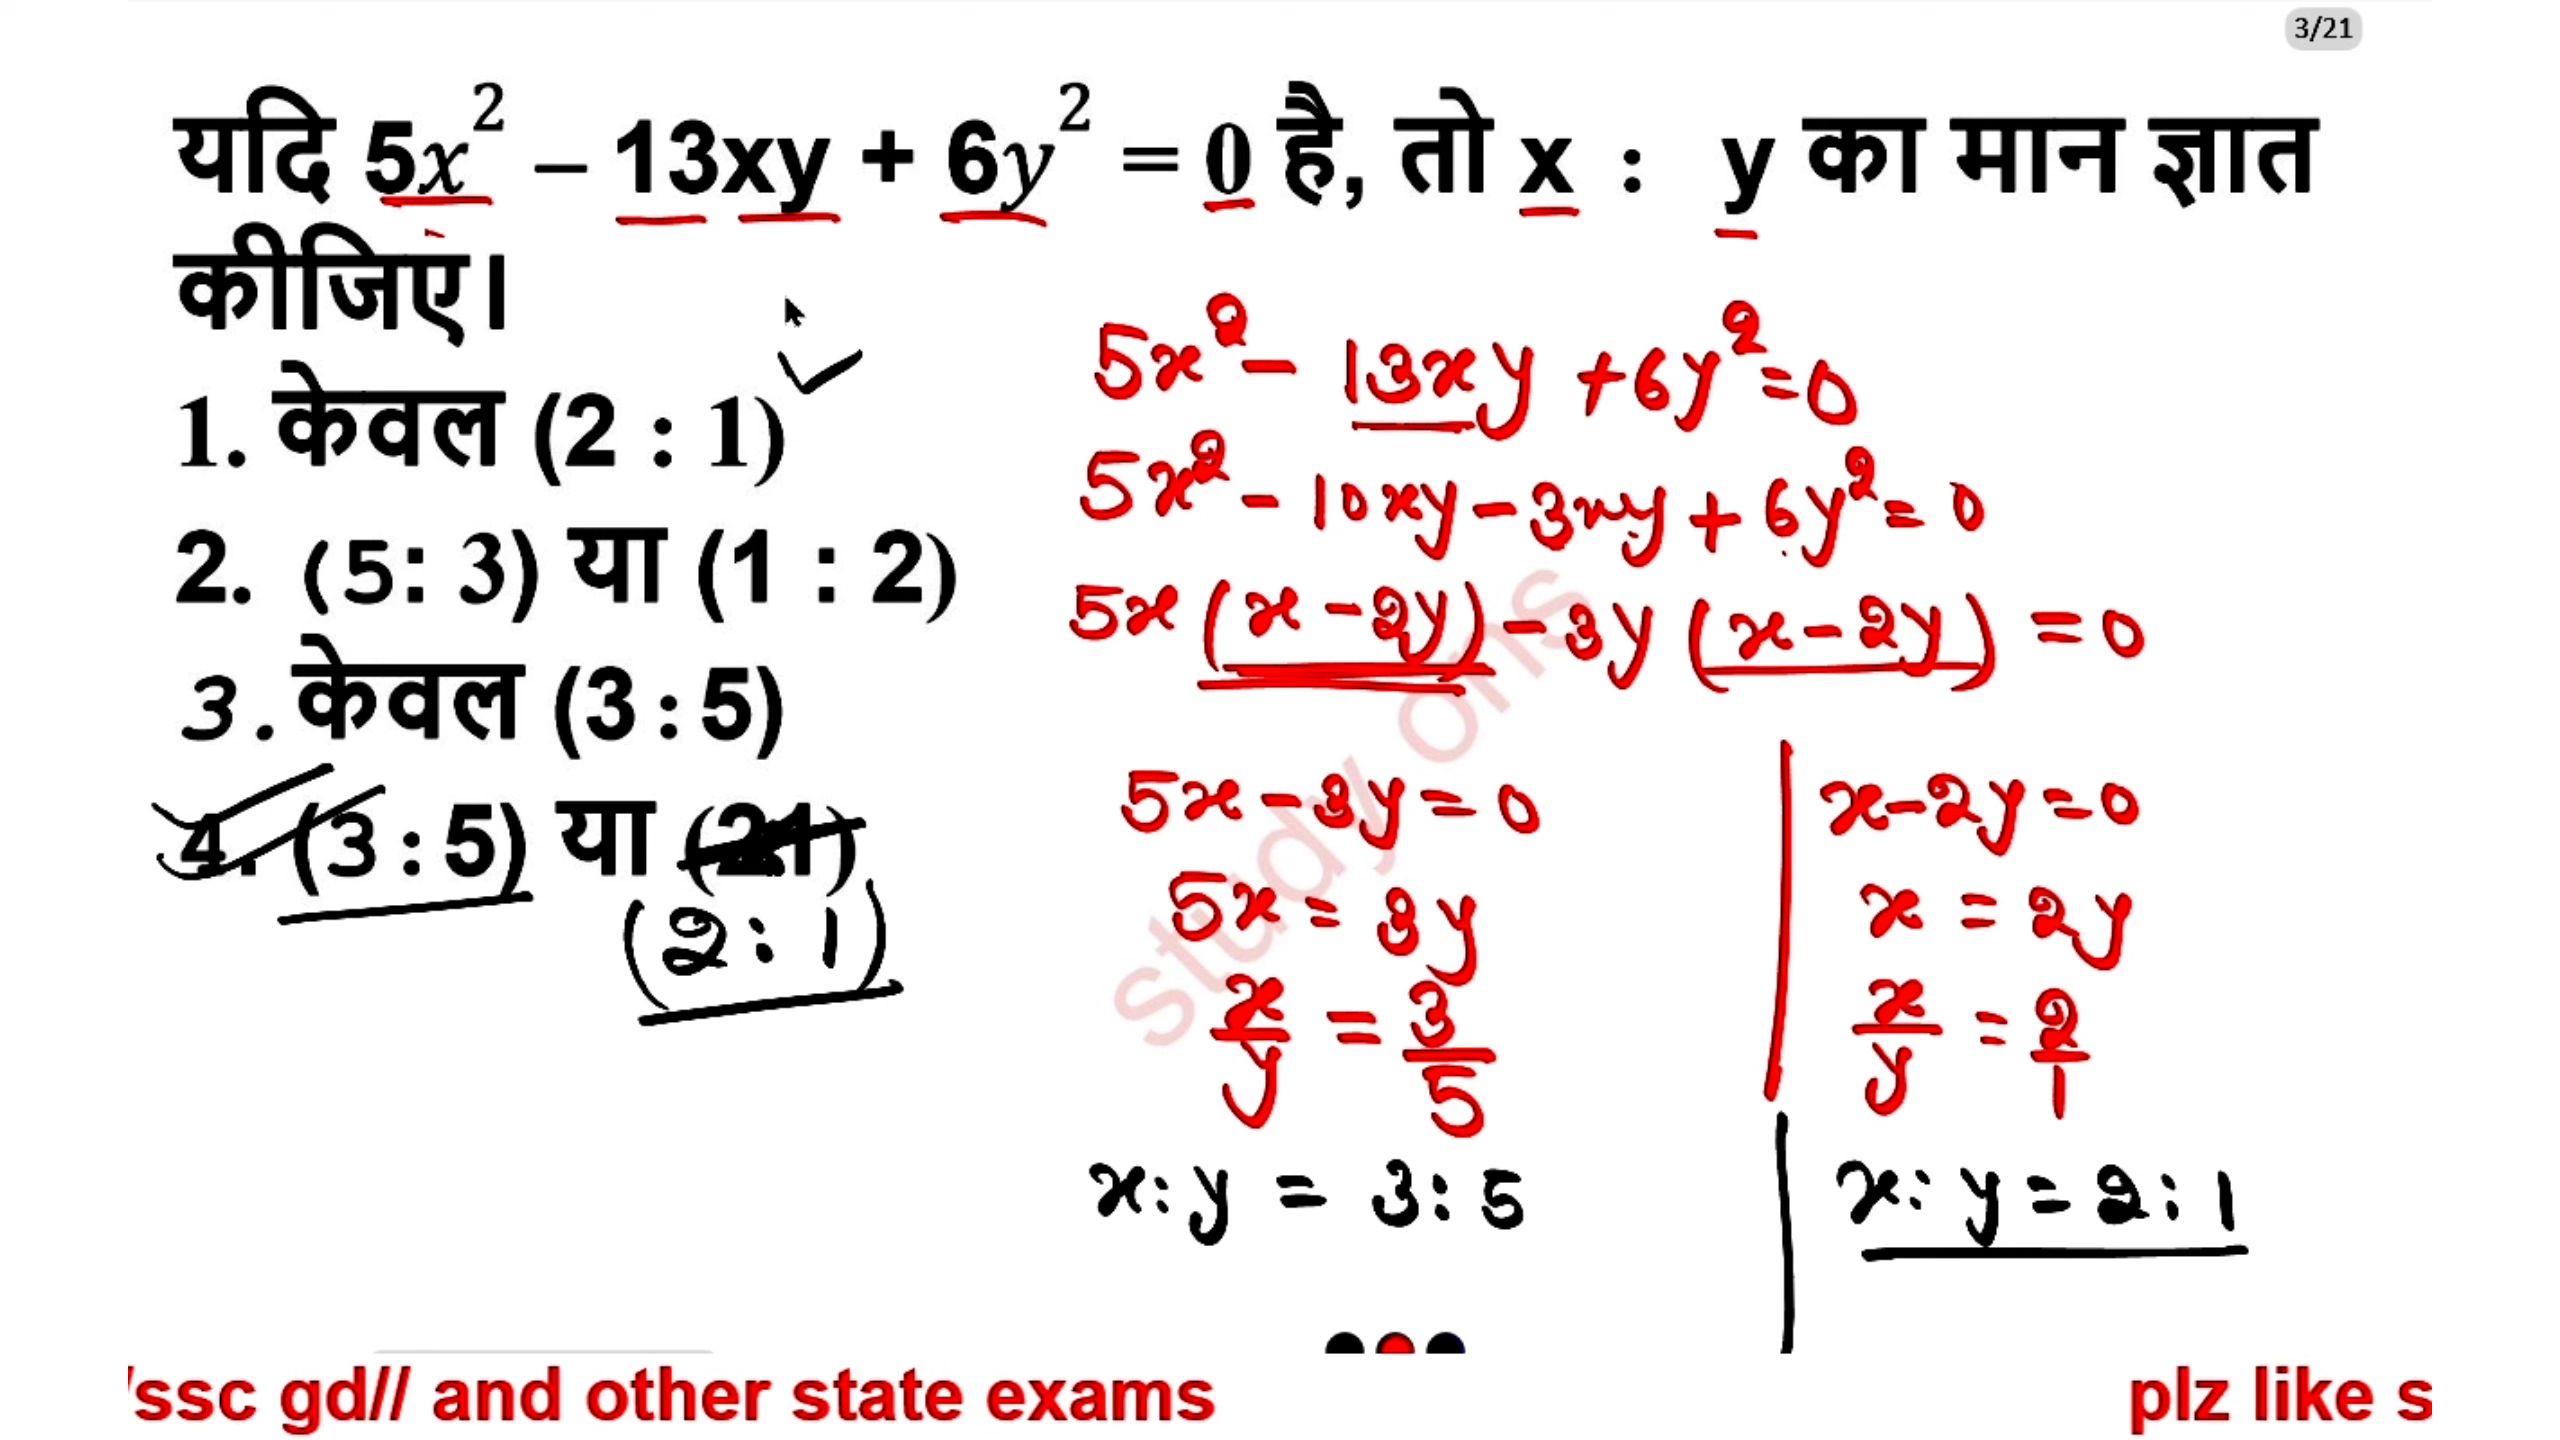 3/21
यदि 5x² – 13xy + 6y² = 0 है, तो x : y का मान ज्ञात
कीजिए।
1. केवल (2 : 1)
2. (5: 3) या (1 : 2)
3. केवल (3 : 5)
4. (3 : 5) या (21)
(2 : 1)
5x² - 13xy + 6y² = 0
5x² - 10xy - 3xy + 6y² = 0
5x (x - 2y) - 3y (x - 2y) = 0
5x - 3y = 0
5x = 3y
x/y = 3/5
x : y = 3 : 5
x - 2y = 0
x = 2y
x/y = 2/1
x : y = 2 : 1
study ons
/ssc gd// and other state exams
plz like s